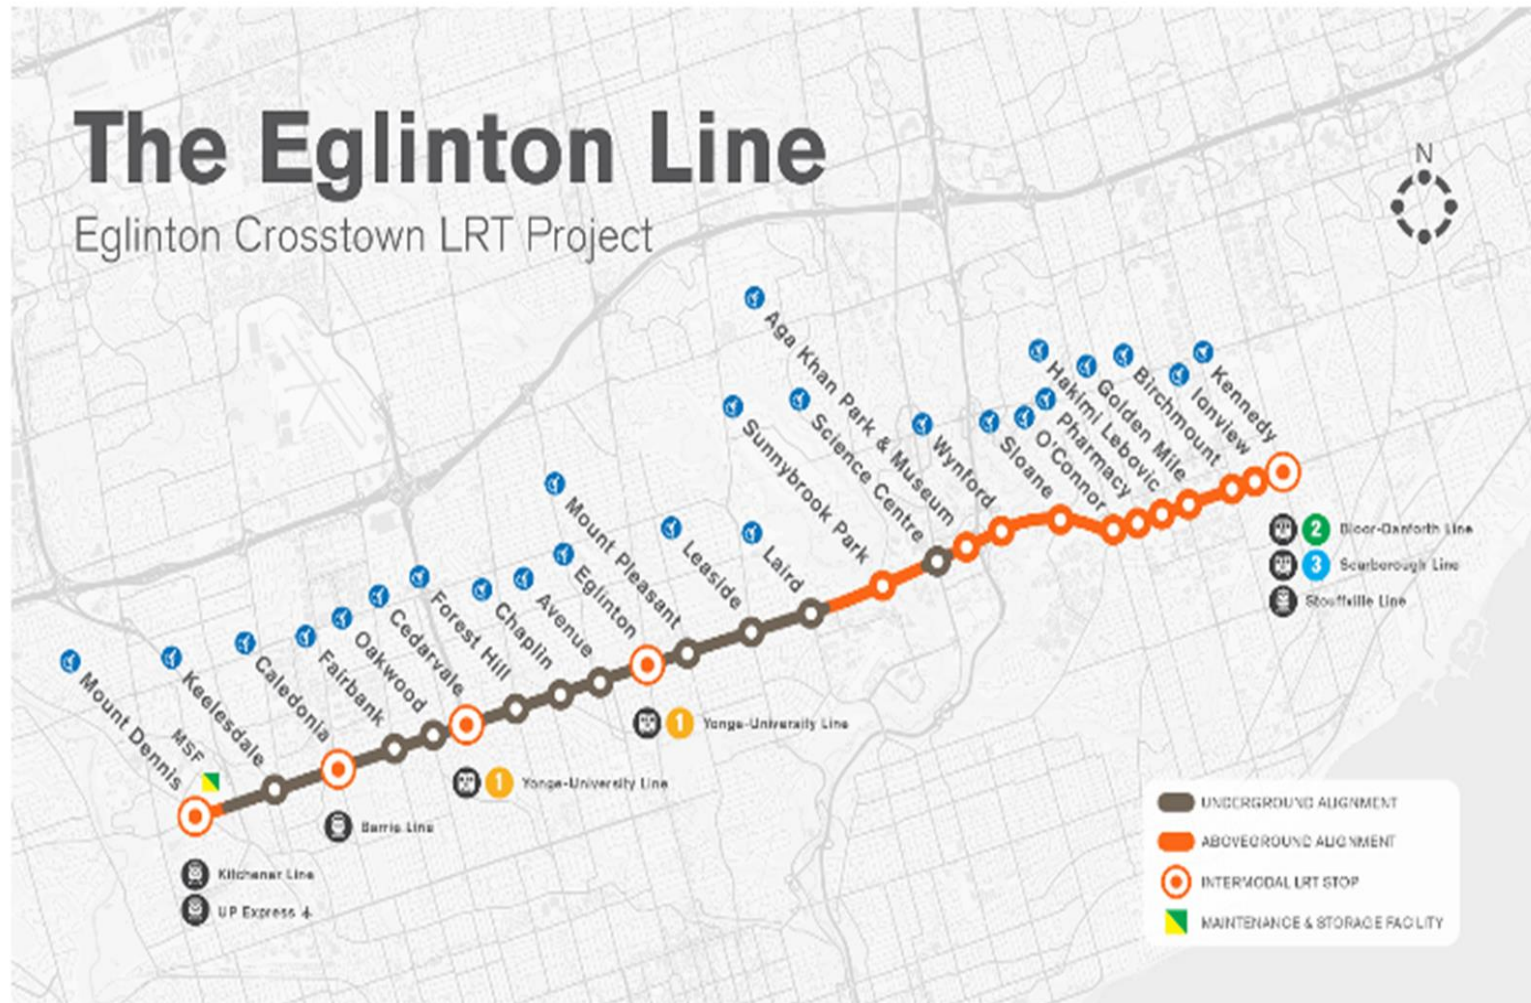 The Eglinton Line
Eglinton Crosstown LRT Project
N
Mount Dennis
MSF
Keelesdale
Caledonia
Fairbank
Oakwood
Cedarvale
Forest Hill
Chaplin
Avenue
Eglinton
Mount Pleasant
Leaside
Laird
Sunnybrook Park
Science Centre
Aga Khan Park & Museum
Wynford
Sloane
O'Connor
Pharmacy
Hakimi Lebovic
Golden Mile
Birchmount
Ionview
Kennedy
2 Bloor-Danforth Line
3 Scarborough Line
Stouffville Line
1 Yonge-University Line
1 Yonge-University Line
Barrie Line
Kitchener Line
UP Express
UNDERGROUND ALIGNMENT
ABOVEGROUND ALIGNMENT
INTERMODAL LRT STOP
MAINTENANCE & STORAGE FACILITY